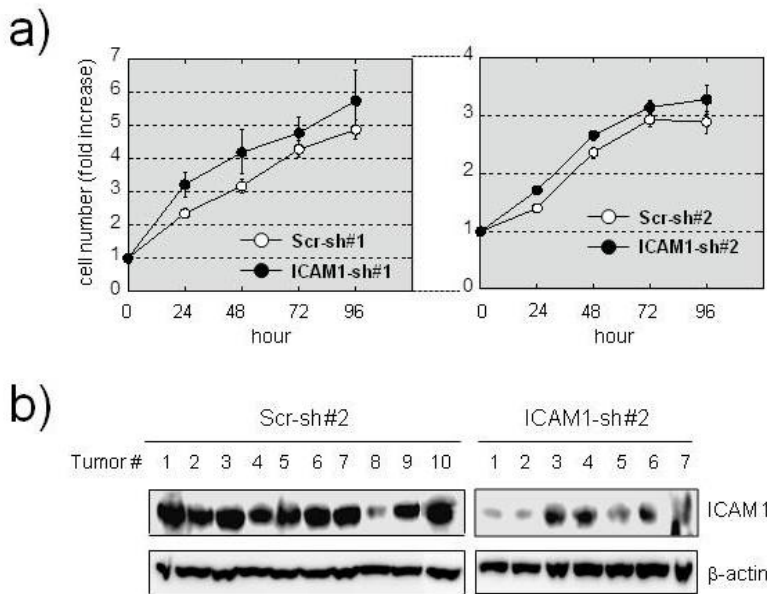 a)
cell number (fold increase)
7
6
5
4
3
2
1
0
Scr-sh#1
ICAM1-sh#1
0 24 48 72 96
hour
4
3
2
1
0
Scr-sh#2
ICAM1-sh#2
0 24 48 72 96
hour
b)
Scr-sh#2 ICAM1-sh#2
Tumor # 1 2 3 4 5 6 7 8 9 10 1 2 3 4 5 6 7
ICAM1
β-actin